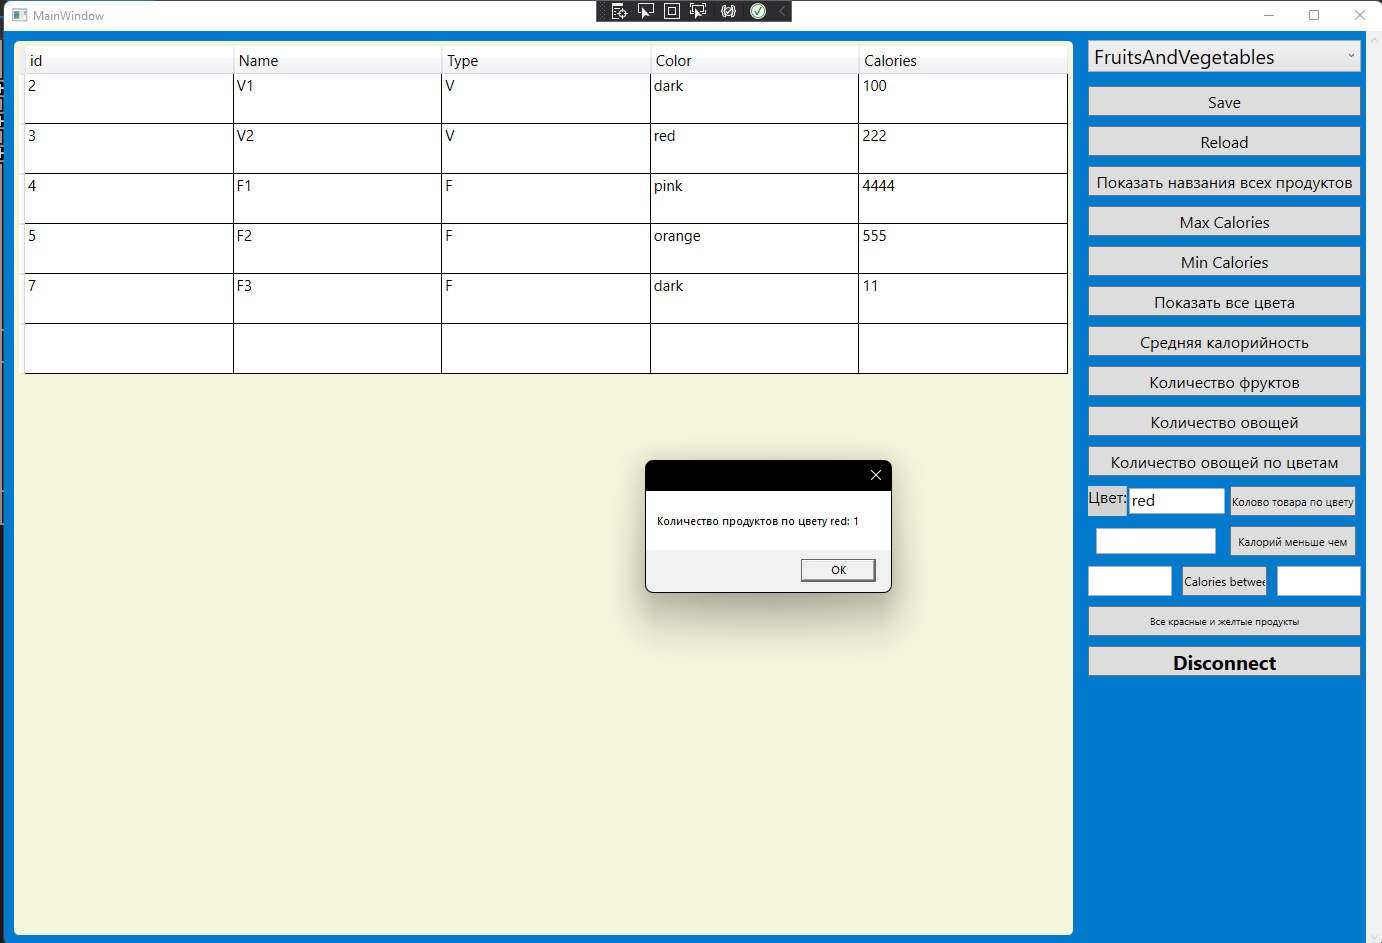 MainWindow
id Name Type Color Calories
2 V1 V dark 100
3 V2 V red 222
4 F1 F pink 4444
5 F2 F orange 555
7 F3 F dark 11
FruitsAndVegetables
Save
Reload
Показать навзания всех продуктов
Max Calories
Min Calories
Показать все цвета
Средняя калорийность
Количество фруктов
Количество овощей
Количество овощей по цветам
Цвет: red Колово товара по цвету
Калорий меньше чем
Calories betwee
Все красные и желтые продукты
Disconnect
Количество продуктов по цвету red: 1
OK